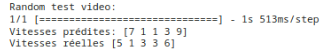 Random test video:
1/1 [==============================] - 1s 513ms/step
Vitesses prédites: [7 1 1 3 9]
Vitesses réelles [5 1 3 3 6]